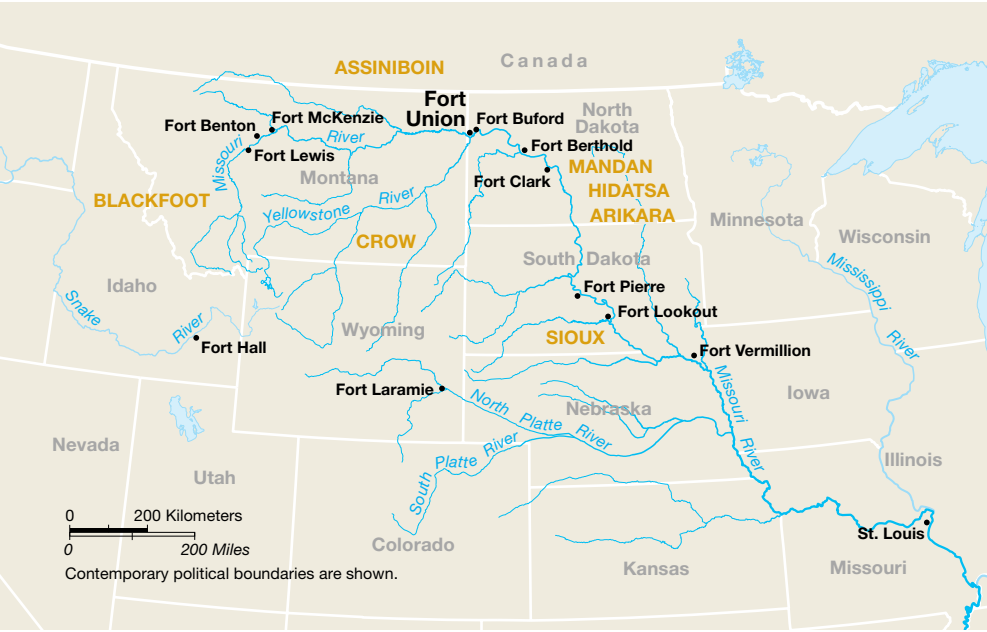 ASSINIBOIN
Canada
Fort
Union
Fort Buford
North
Dakota
Fort McKenzie
Fort Benton
River
Fort Berthold
Fort Lewis
Missouri
MANDAN
Montana
Fort Clark
HIDATSA
BLACKFOOT
River
Yellowstone
ARIKARA
Minnesota
CROW
Wisconsin
South Dakota
Mississippi
Idaho
Fort Pierre
Snake
Fort Lookout
River
Wyoming
SIOUX
River
Fort Hall
Fort Vermillion
Fort Laramie
Missouri
Iowa
North Platte River
Nebraska
Nevada
Platte River
River
Illinois
Utah
South
0
200 Kilometers
0
200 Miles
St. Louis
Colorado
Kansas
Missouri
Contemporary political boundaries are shown.